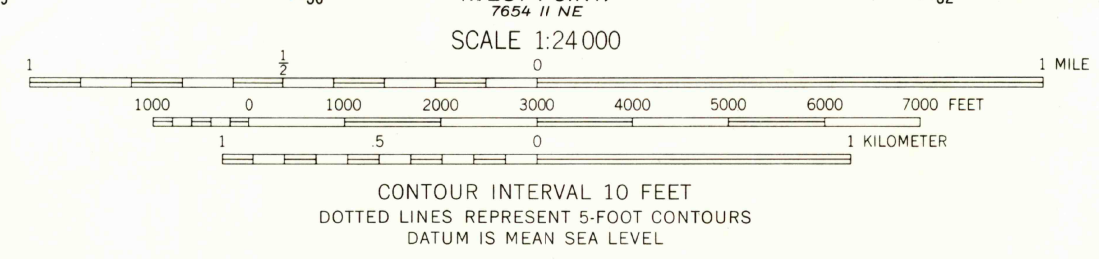 7654 II NE
SCALE 1:24 000
1 1/2 0 1 MILE
1000 0 1000 2000 3000 4000 5000 6000 7000 FEET
1 .5 0 1 KILOMETER
CONTOUR INTERVAL 10 FEET
DOTTED LINES REPRESENT 5-FOOT CONTOURS
DATUM IS MEAN SEA LEVEL